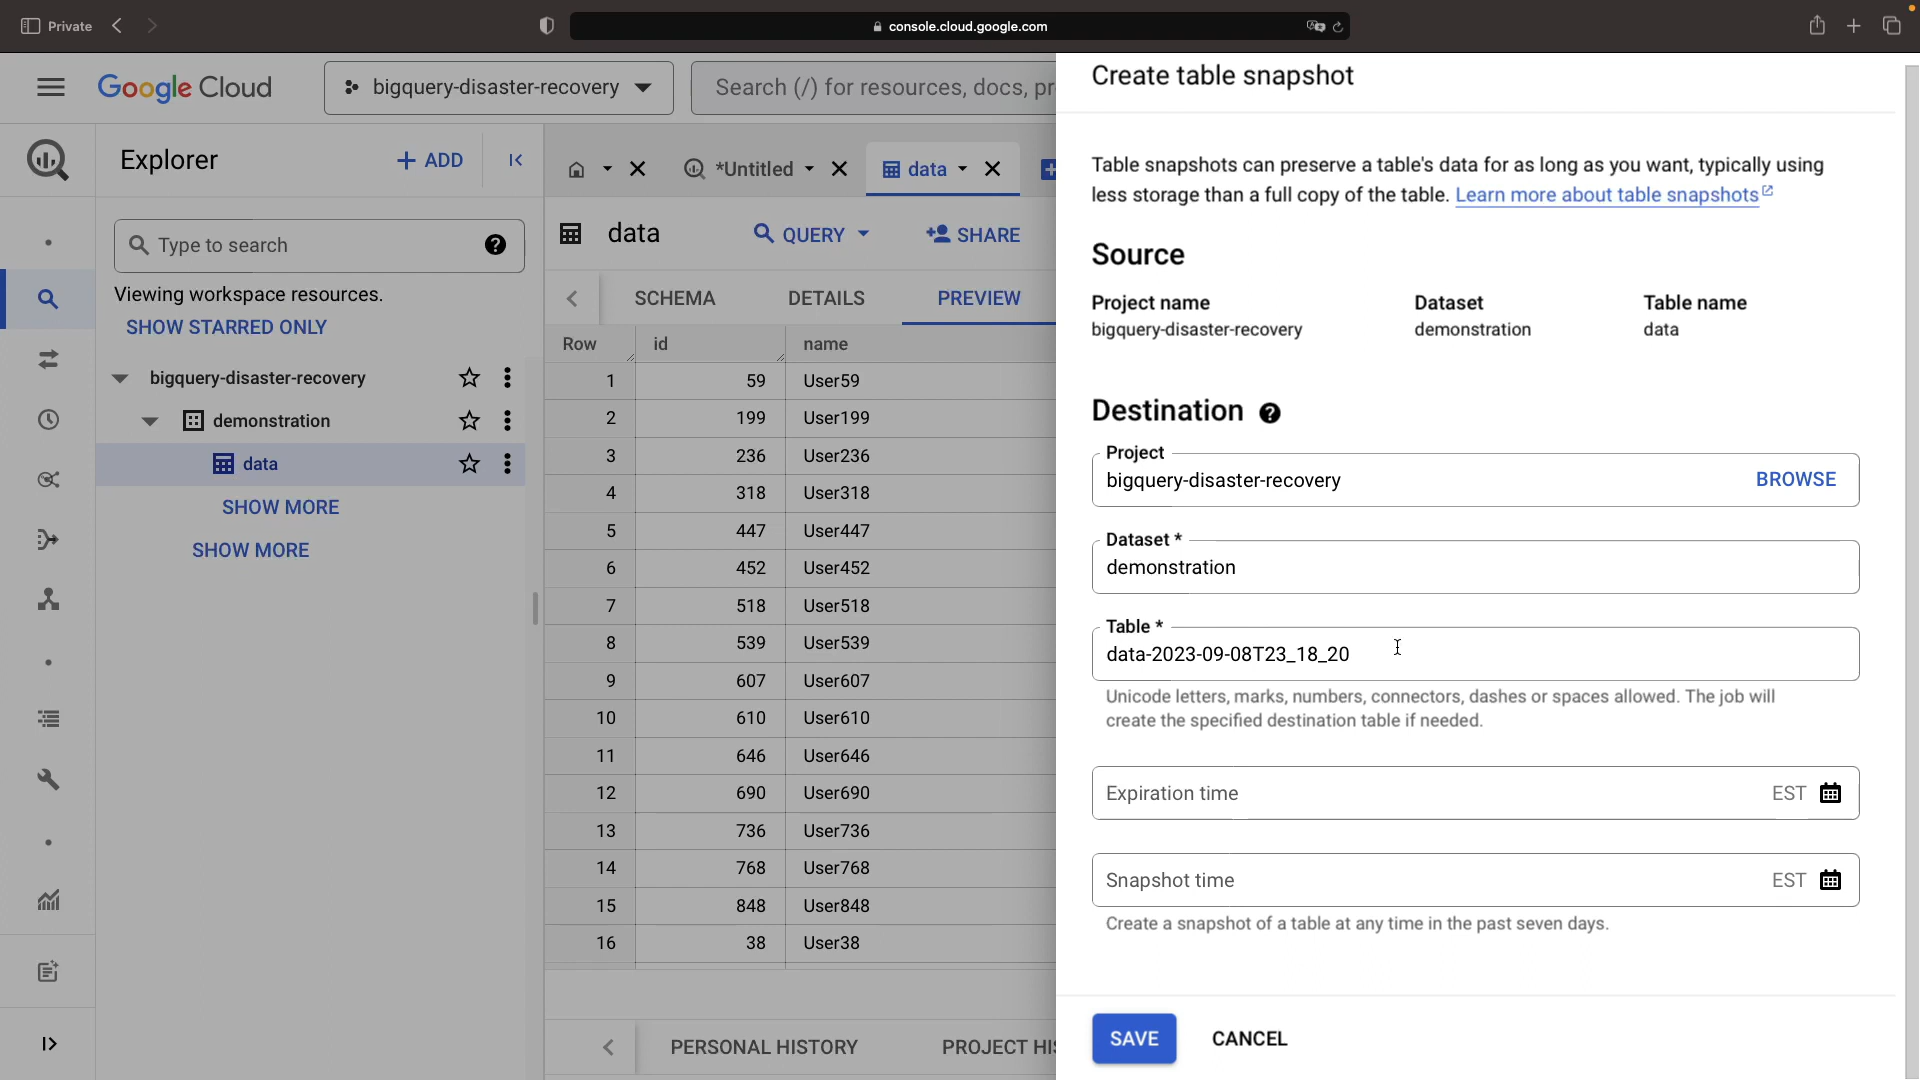 Private
console.cloud.google.com
Google Cloud
bigquery-disaster-recovery
Search (/) for resources, docs, pr
Explorer
+ ADD
Type to search
Viewing workspace resources.
SHOW STARRED ONLY
bigquery-disaster-recovery
demonstration
data
SHOW MORE
SHOW MORE
*Untitled
data
data
QUERY
SHARE
SCHEMA DETAILS PREVIEW
Row id name
1 59 User59
2 199 User199
3 236 User236
4 318 User318
5 447 User447
6 452 User452
7 518 User518
8 539 User539
9 607 User607
10 610 User610
11 646 User646
12 690 User690
13 736 User736
14 768 User768
15 848 User848
16 38 User38
PERSONAL HISTORY PROJECT HIS
Create table snapshot
Table snapshots can preserve a table's data for as long as you want, typically using
less storage than a full copy of the table. Learn more about table snapshots
Source
Project name Dataset Table name
bigquery-disaster-recovery demonstration data
Destination
Project
bigquery-disaster-recovery BROWSE
Dataset *
demonstration
Table *
data-2023-09-08T23_18_20
Unicode letters, marks, numbers, connectors, dashes or spaces allowed. The job will
create the specified destination table if needed.
Expiration time EST
Snapshot time EST
Create a snapshot of a table at any time in the past seven days.
SAVE CANCEL